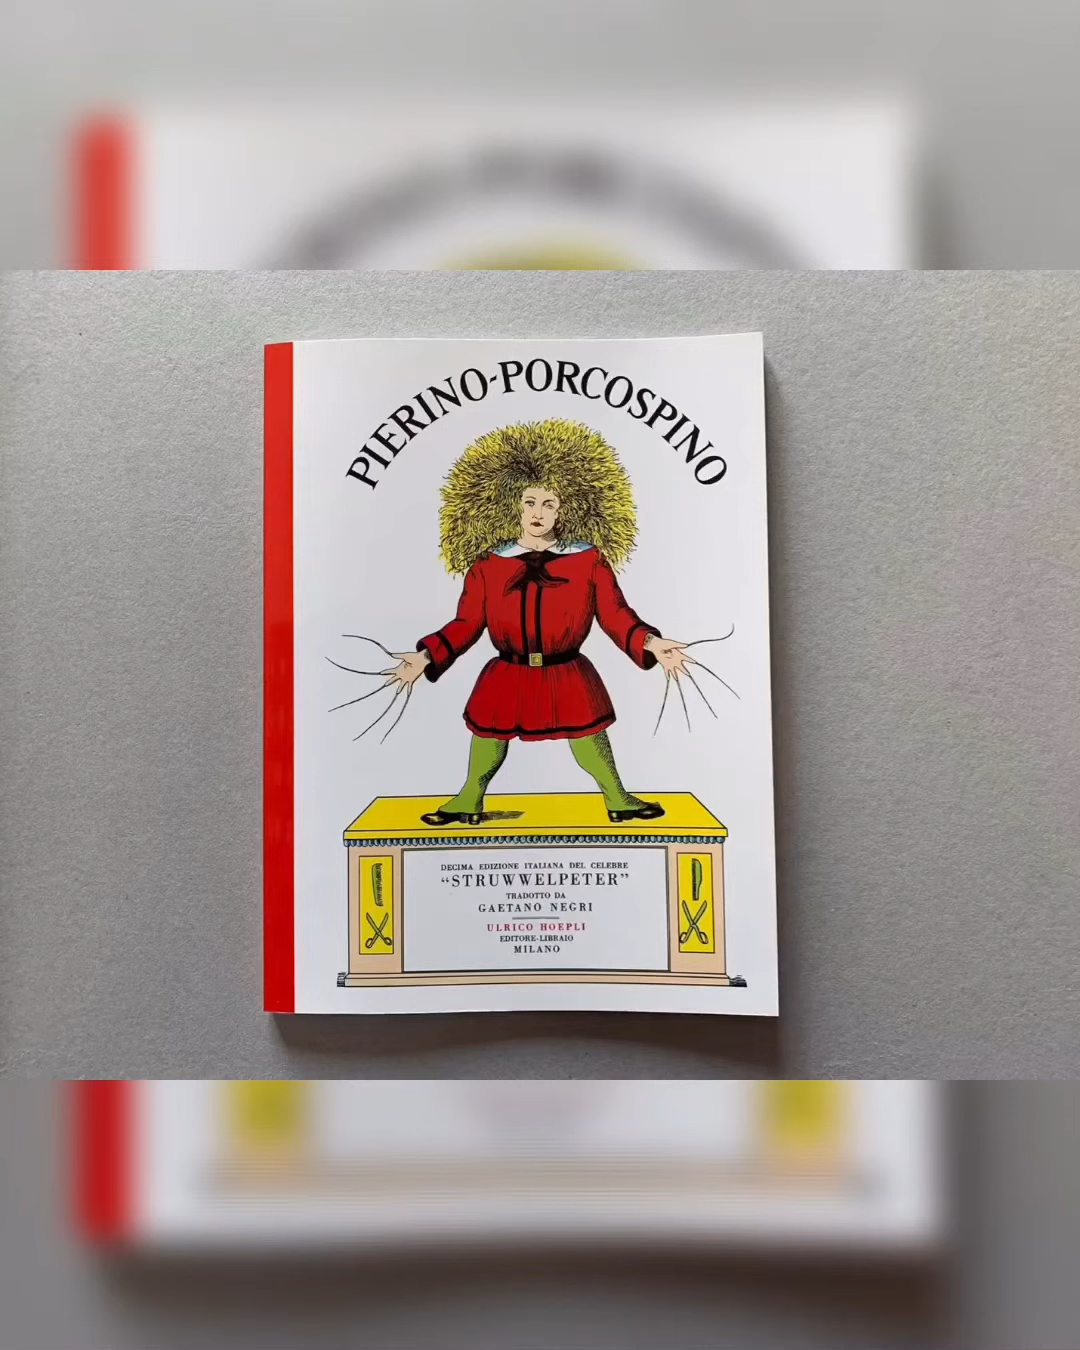 PIERINO-PORCOSPINO
DECIMA EDIZIONE ITALIANA DEL CELEBRE
“STRUWWELPETER”
TRADOTTO DA
GAETANO NEGRI
ULRICO HOEPLI
EDITORE-LIBRAIO
MILANO